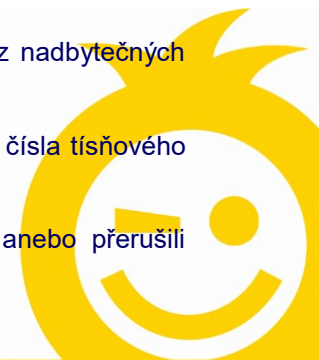 z nadbytečných
čísla tísňového
anebo přerušili